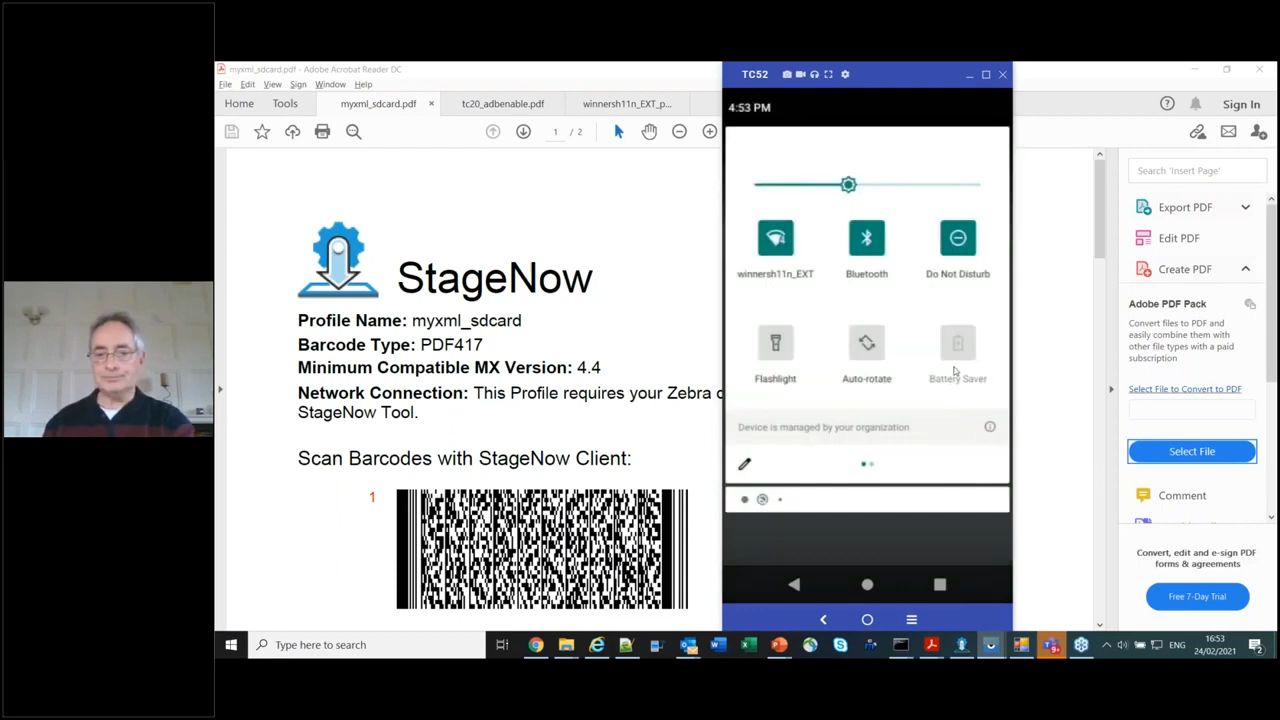 myxml_sdcard.pdf - Adobe Acrobat Reader DC
File Edit View Sign Window Help
Home Tools myxml_sdcard.pdf × tc20_adbenable.pdf winnersh11n_EXT_p...
Sign In
1 / 2
TC52
4:53 PM
winnersh11n_EXT Bluetooth Do Not Disturb
Flashlight Auto-rotate Battery Saver
Device is managed by your organization
StageNow
Profile Name: myxml_sdcard
Barcode Type: PDF417
Minimum Compatible MX Version: 4.4
Network Connection: This Profile requires your Zebra
StageNow Tool.
Scan Barcodes with StageNow Client:
1
Search 'Insert Page'
Export PDF
Edit PDF
Create PDF
Adobe PDF Pack
Convert files to PDF and
easily combine them with
other file types with a paid
subscription
Select File to Convert to PDF
Select File
Comment
Convert, edit and e-sign PDF
forms & agreements
Free 7-Day Trial
Type here to search
ENG
16:53
24/02/2021